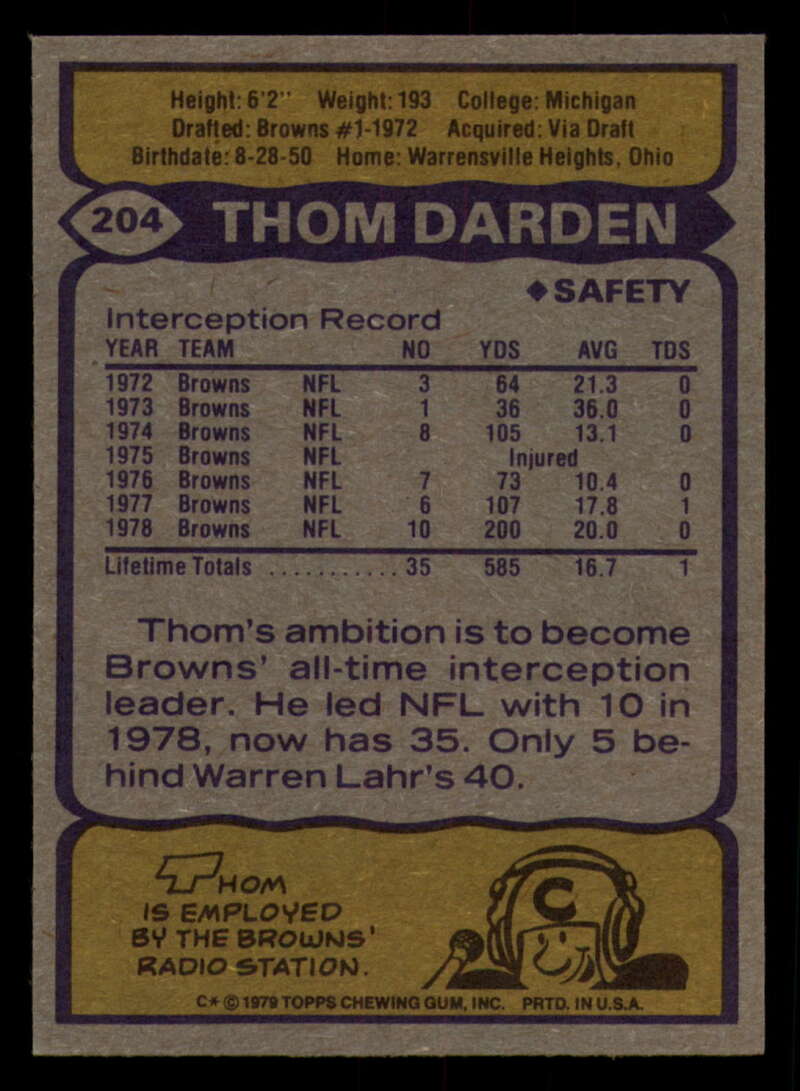 Height: 6'2" Weight: 193 College: Michigan
Drafted: Browns #1-1972 Acquired: Via Draft
Birthdate: 8-28-50 Home: Warrensville Heights, Ohio
204 THOM DARDEN
◆SAFETY
Interception Record
YEAR TEAM NO YDS AVG TDS
1972 Browns NFL 3 64 21.3 0
1973 Browns NFL 1 36 36.0 0
1974 Browns NFL 8 105 13.1 0
1975 Browns NFL Injured
1976 Browns NFL 7 73 10.4 0
1977 Browns NFL 6 107 17.8 1
1978 Browns NFL 10 200 20.0 0
Lifetime Totals ........... 35 585 16.7 1
Thom's ambition is to become
Browns' all-time interception
leader. He led NFL with 10 in
1978, now has 35. Only 5 be-
hind Warren Lahr's 40.
THOM
IS EMPLOYED
BY THE BROWNS'
RADIO STATION.
C
C* © 1979 TOPPS CHEWING GUM, INC. PRTD. IN U.S.A.